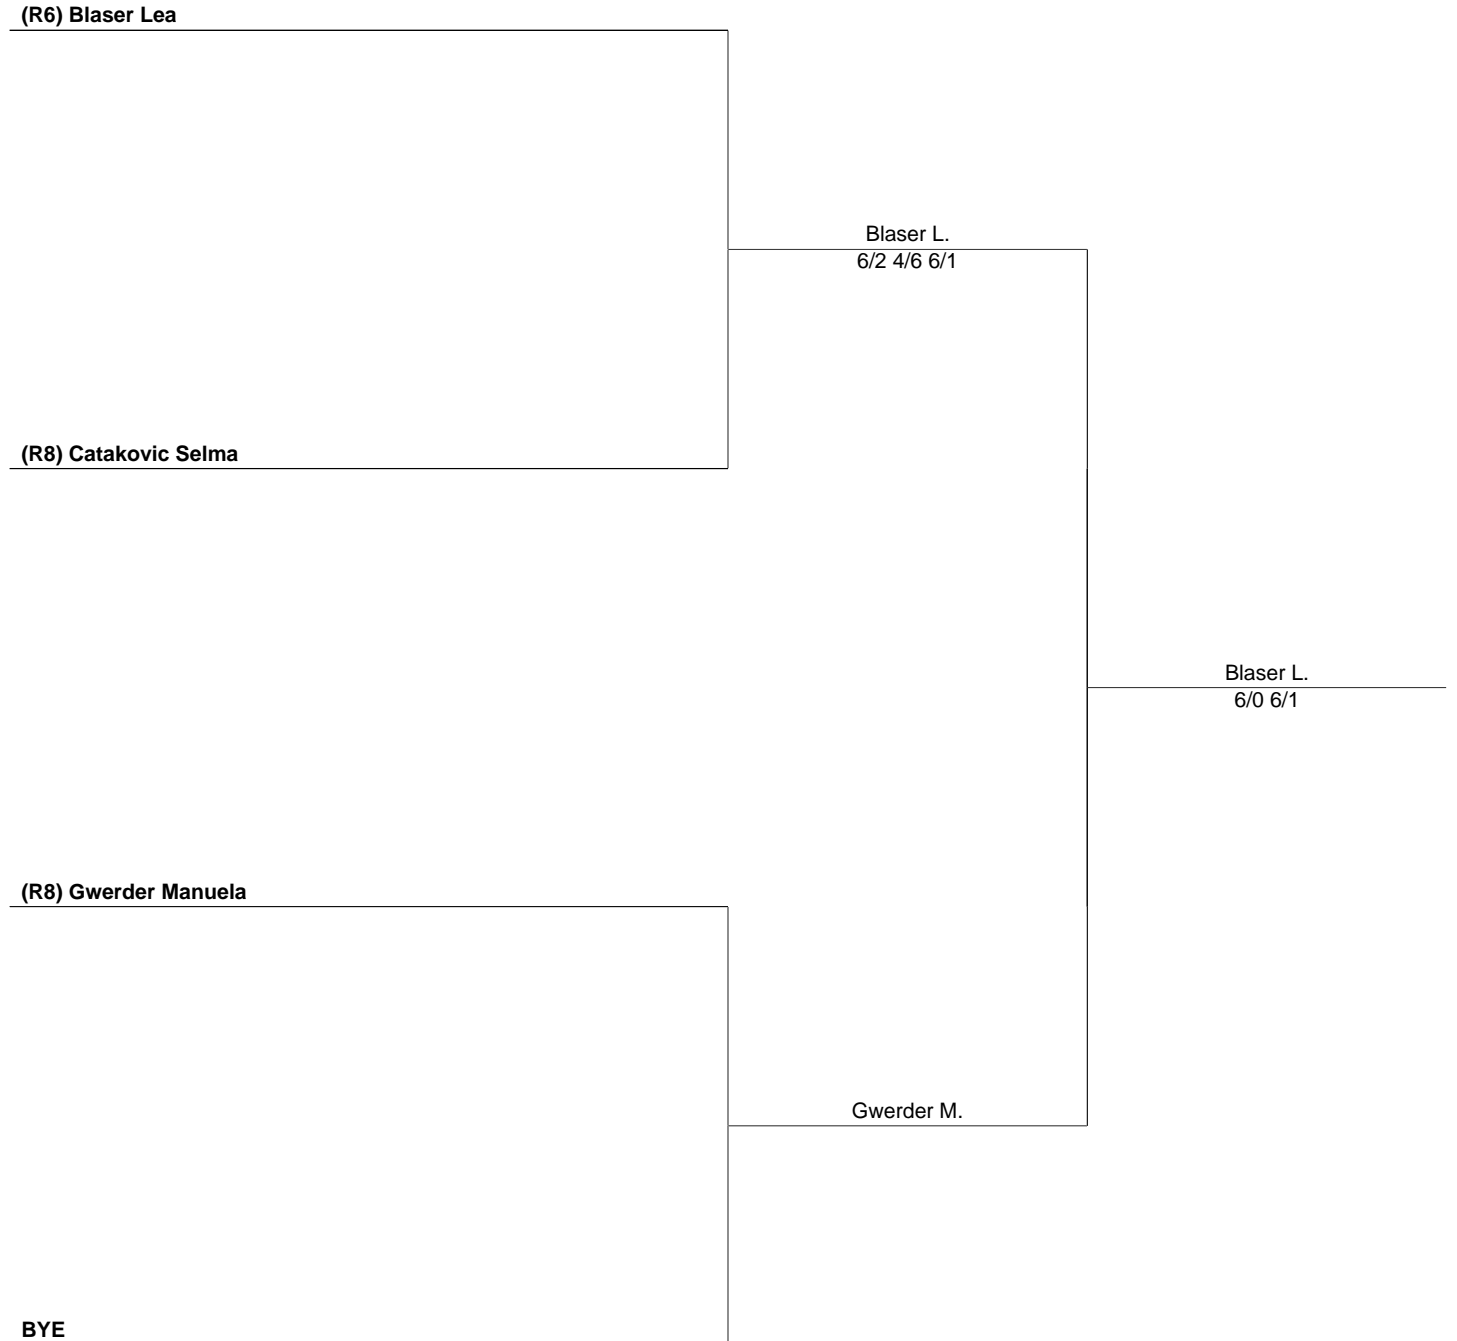 (R6) Blaser Lea
Blaser L.
6/2 4/6 6/1
(R8) Catakovic Selma
Blaser L.
6/0 6/1
(R8) Gwerder Manuela
Gwerder M.
BYE